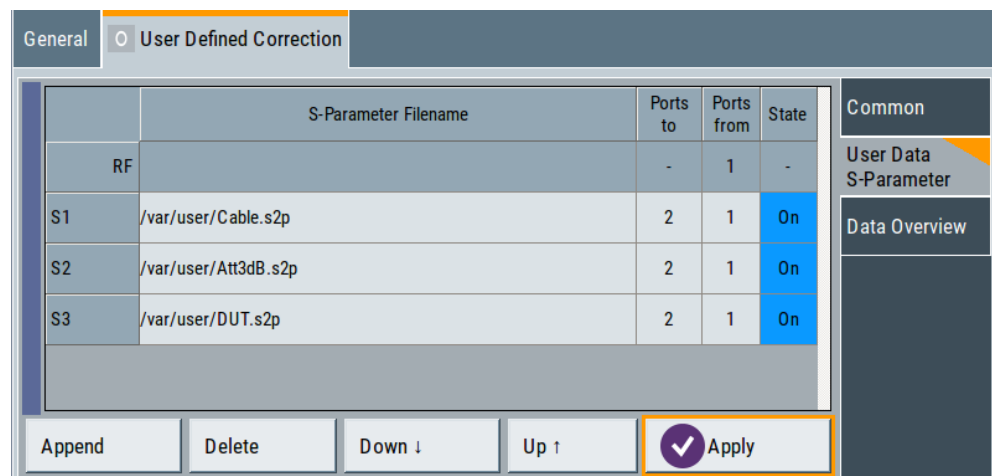 General
User Defined Correction
S-Parameter Filename
Ports to
Ports from
State
RF - 1 -
S1 /var/user/Cable.s2p 2 1 On
S2 /var/user/Att3dB.s2p 2 1 On
S3 /var/user/DUT.s2p 2 1 On
Common
User Data
S-Parameter
Data Overview
Append
Delete
Down ↓
Up ↑
Apply